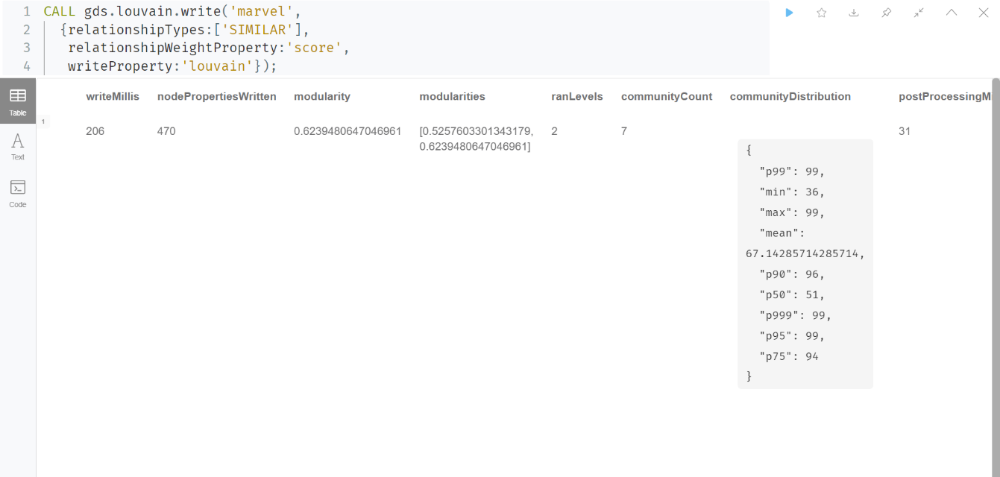 1 CALL gds.louvain.write('marvel',
2 {relationshipTypes:['SIMILAR'],
3 relationshipWeightProperty:'score',
4 writeProperty:'louvain'});
Table
Text
Code
writeMillis nodePropertiesWritten modularity modularities ranLevels communityCount communityDistribution postProcessingM
1
206 470 0.6239480647046961 [0.5257603301343179, 2 7 31
0.6239480647046961]
{
"p99": 99,
"min": 36,
"max": 99,
"mean":
67.14285714285714,
"p90": 96,
"p50": 51,
"p999": 99,
"p95": 99,
"p75": 94
}